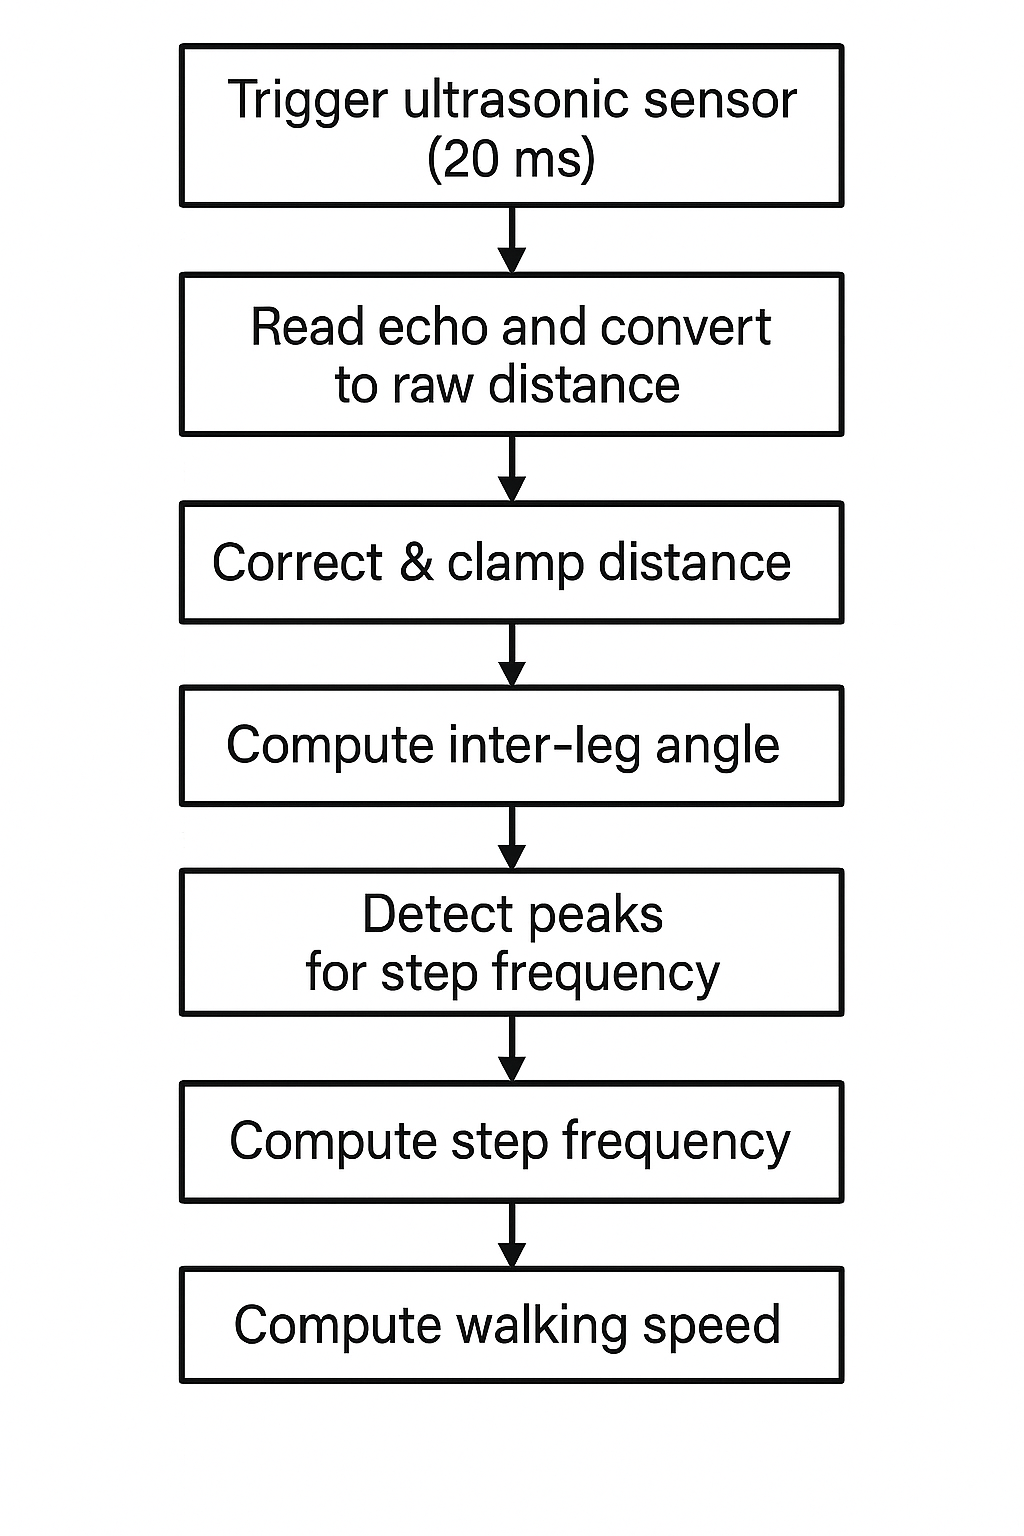 Trigger ultrasonic sensor
(20 ms)
Read echo and convert
to raw distance
Correct & clamp distance
Compute inter-leg angle
Detect peaks
for step frequency
Compute step frequency
Compute walking speed